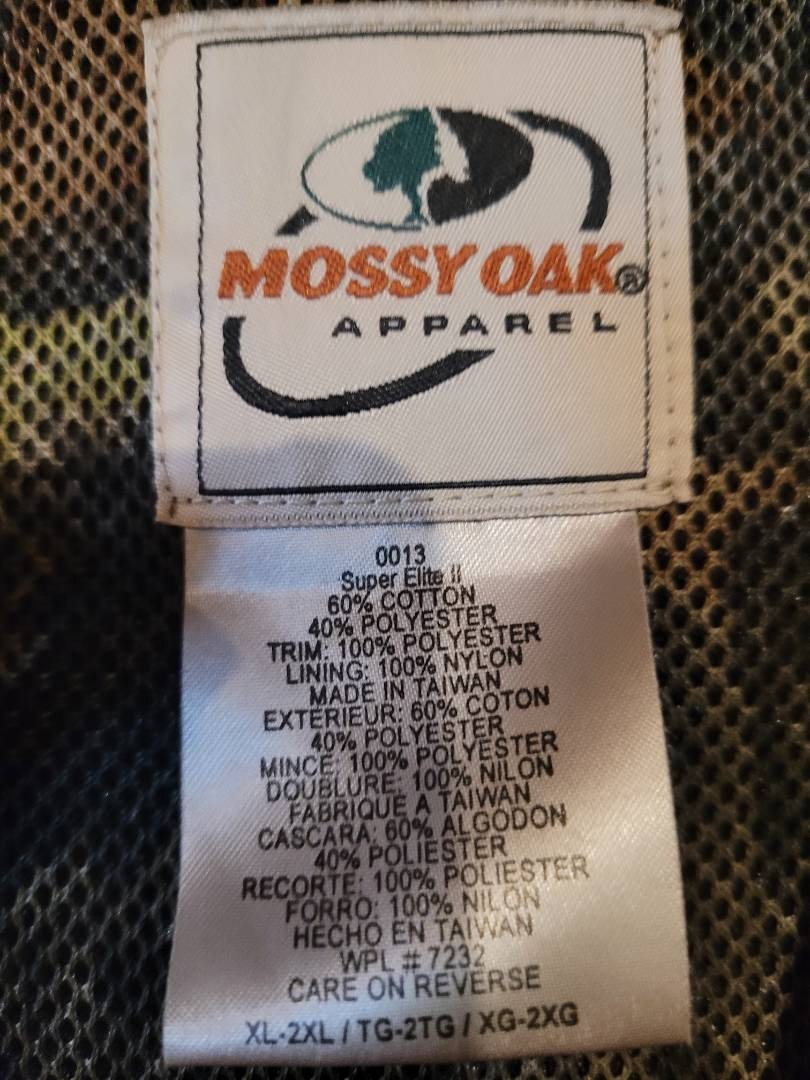 MOSSY OAK®
APPAREL
0013
Super Elite II
60% COTTON
40% POLYESTER
TRIM: 100% POLYESTER
LINING: 100% NYLON
MADE IN TAIWAN
EXTERIEUR: 60% COTON
40% POLYESTER
MINCE: 100% POLYESTER
DOUBLURE: 100% NILON
FABRIQUE A TAIWAN
CASCARA: 60% ALGODON
40% POLIESTER
RECORTE: 100% POLIESTER
FORRO: 100% NILON
HECHO EN TAIWAN
WPL # 7232
CARE ON REVERSE
XL-2XL / TG-2TG / XG-2XG